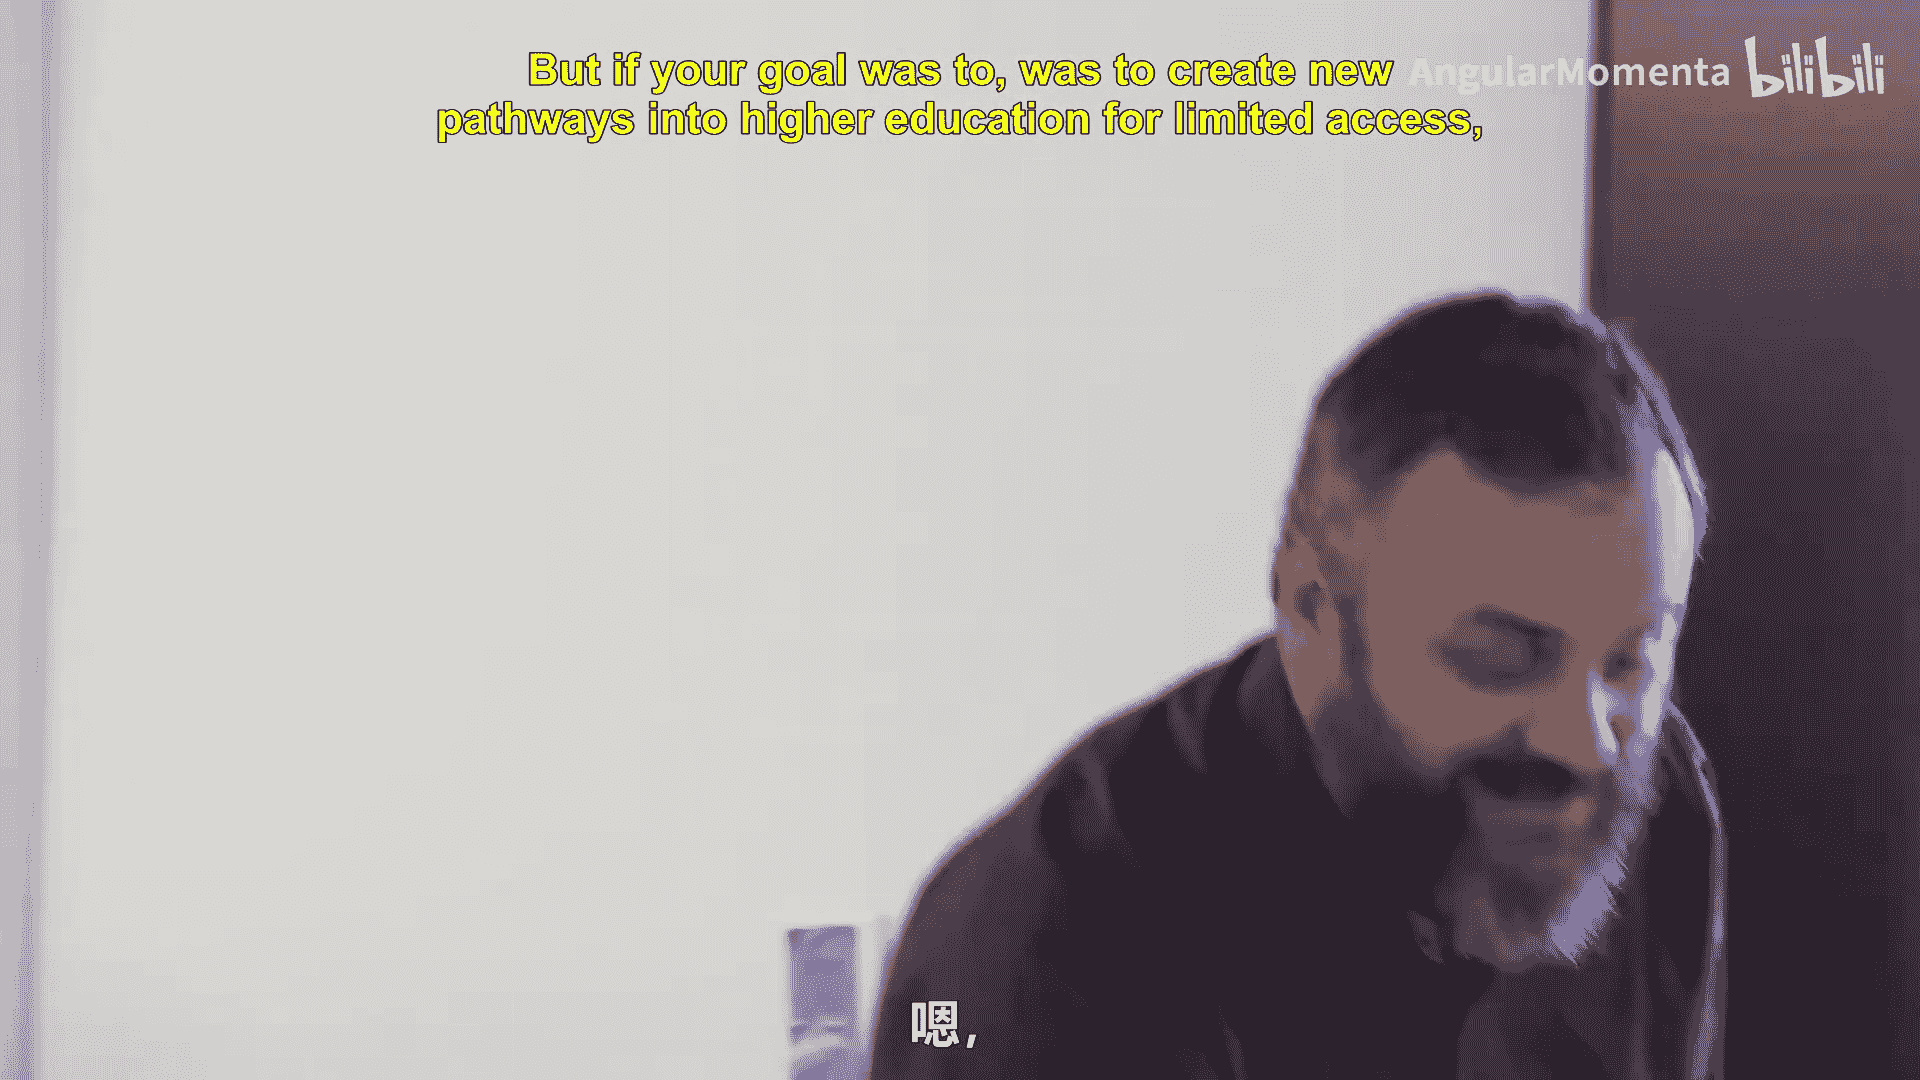 But if your goal was to, was to create new
AngularMomenta bilibili
pathways into higher education for limited access,
嗯,